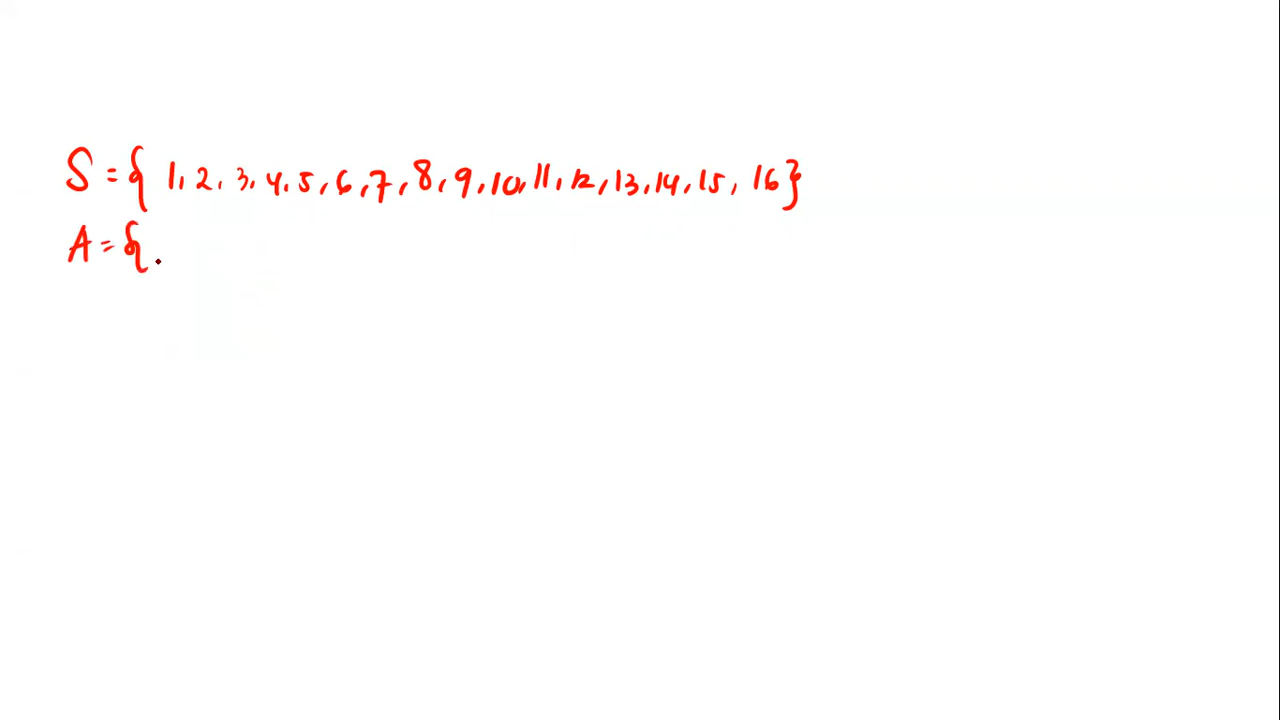 S = { 1, 2, 3, 4, 5, 6, 7, 8, 9, 10, 11, 12, 13, 14, 15, 16}
A = {